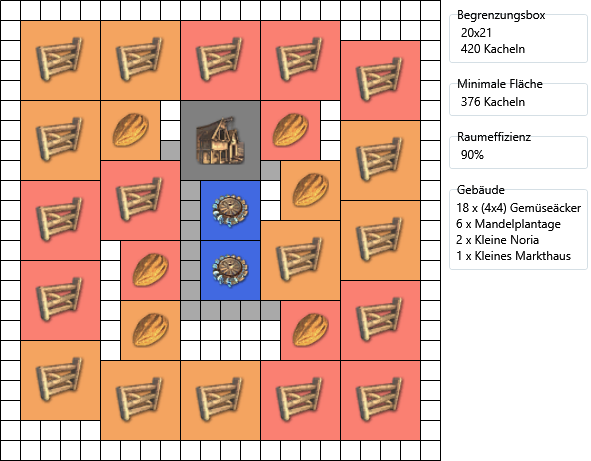 Begrenzungsbox
20x21
420 Kacheln
Minimale Fläche
376 Kacheln
Raumeffizienz
90%
Gebäude
18 x (4x4) Gemüseäcker
6 x Mandelplantage
2 x Kleine Noria
1 x Kleines Markthaus